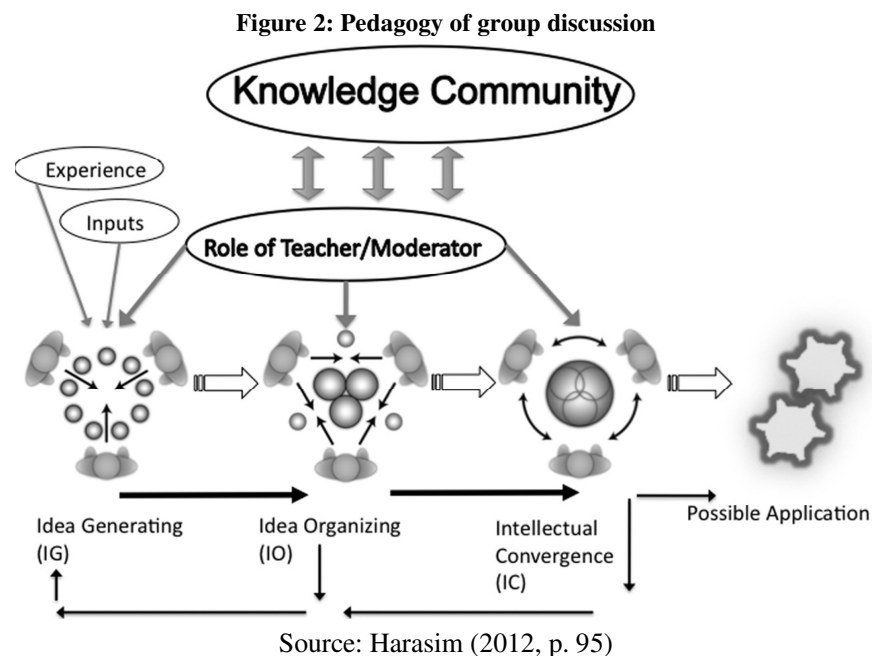 Figure 2: Pedagogy of group discussion
Knowledge Community
Experience
Inputs
Role of Teacher/Moderator
Idea Generating
(IG)
Idea Organizing
(IO)
Intellectual
Convergence
(IC)
Possible Application
Source: Harasim (2012, p. 95)